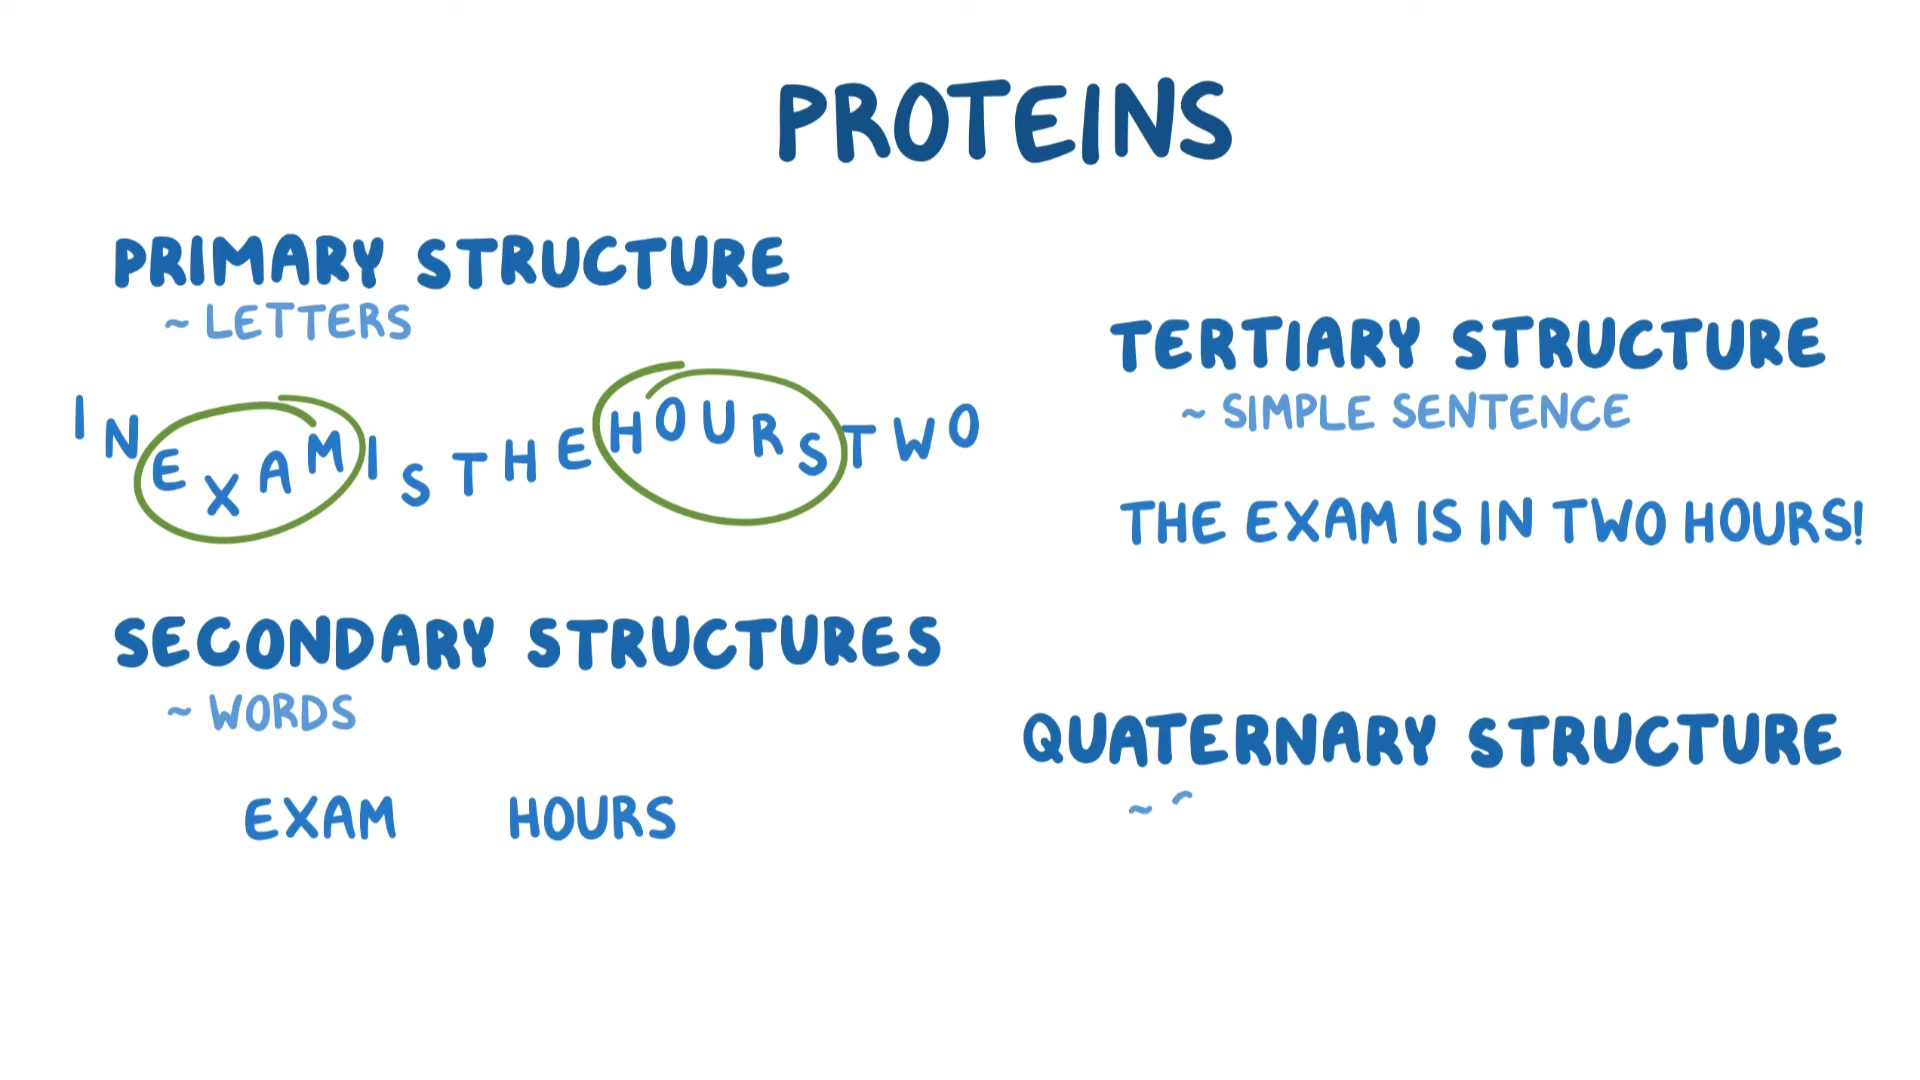 PROTEINS
PRIMARY STRUCTURE
~ LETTERS
INEXAMISTHEHOURSTWO
SECONDARY STRUCTURES
~ WORDS
EXAM HOURS
TERTIARY STRUCTURE
~ SIMPLE SENTENCE
THE EXAM IS IN TWO HOURS!
QUATERNARY STRUCTURE
~